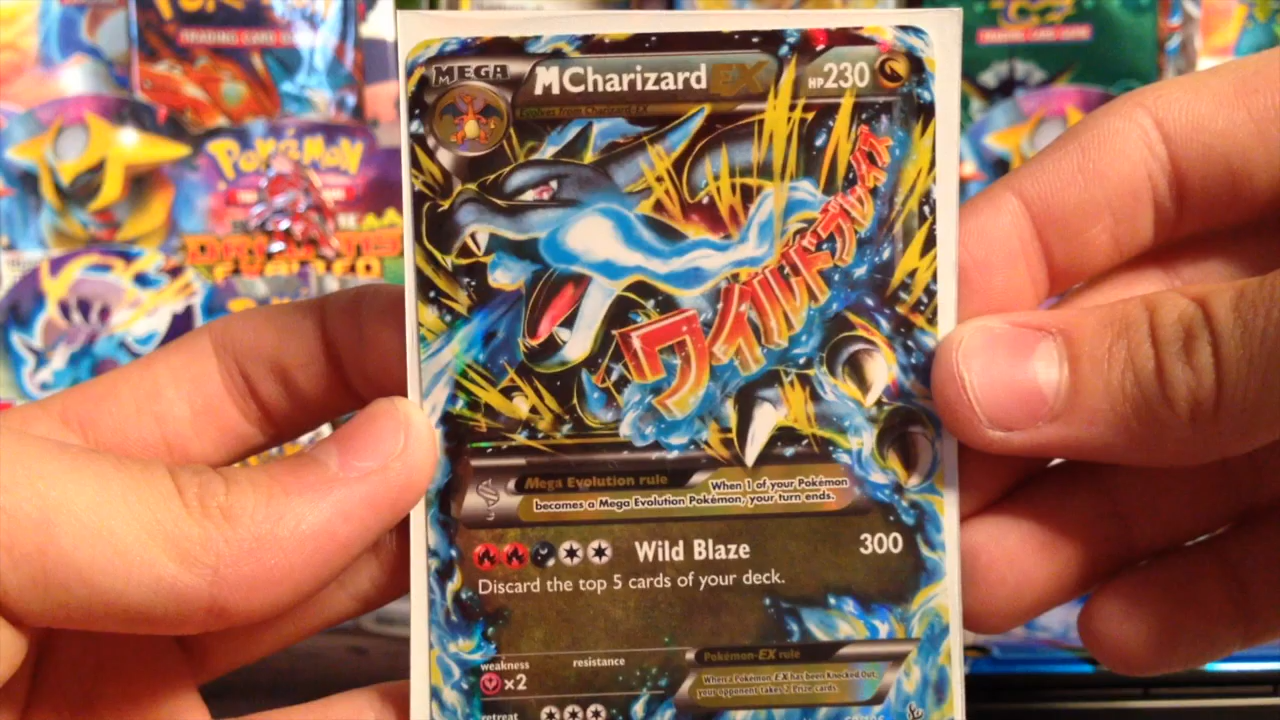 TRADING CARD GAME
POKéMON
MEGA
MCharizard EX
HP230
Evolves from Charizard-EX
ワイルドブレイズ
Mega Evolution rule
When 1 of your Pokémon
becomes a Mega Evolution Pokémon, your turn ends.
Wild Blaze
300
Discard the top 5 cards of your deck.
weakness
resistance
×2
Pokémon-EX rule
When a Pokémon-EX has been Knocked Out,
your opponent takes 2 Prize cards.
retreat